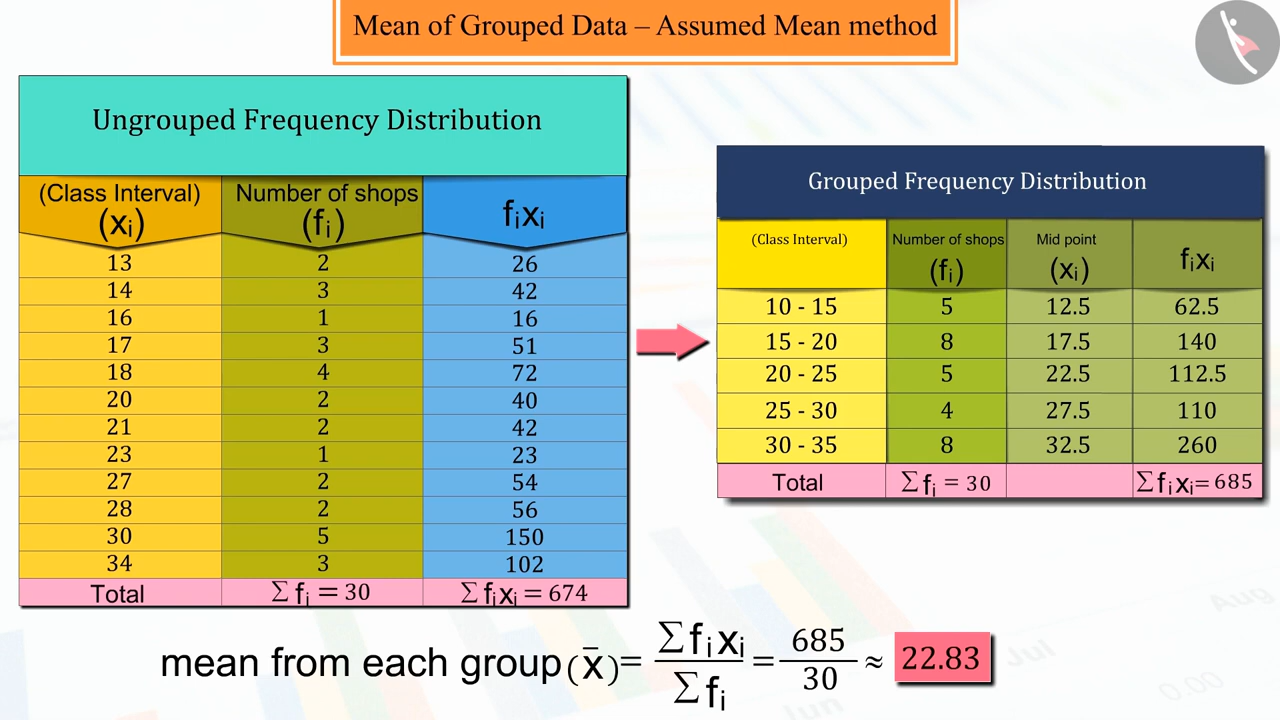 Mean of Grouped Data – Assumed Mean method
Ungrouped Frequency Distribution
(Class Interval) (xᵢ) Number of shops (fᵢ) fᵢxᵢ
13 2 26
14 3 42
16 1 16
17 3 51
18 4 72
20 2 40
21 2 42
23 1 23
27 2 54
28 2 56
30 5 150
34 3 102
Total ∑fᵢ = 30 ∑fᵢxᵢ = 674
Grouped Frequency Distribution
(Class Interval) Number of shops (fᵢ) Mid point (xᵢ) fᵢxᵢ
10 - 15 5 12.5 62.5
15 - 20 8 17.5 140
20 - 25 5 22.5 112.5
25 - 30 4 27.5 110
30 - 35 8 32.5 260
Total ∑fᵢ = 30 ∑fᵢxᵢ= 685
mean from each group (x̄) = ∑fᵢxᵢ / ∑fᵢ = 685 / 30 ≈ 22.83
Aug
Jul
Jun
0.00